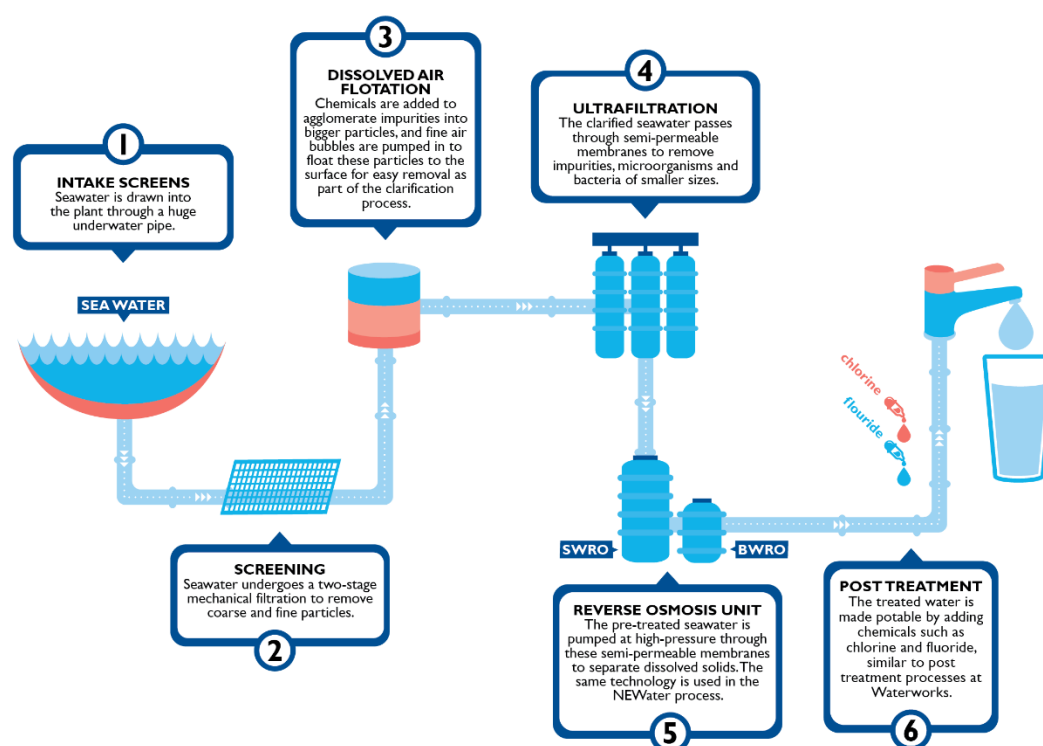 1
INTAKE SCREENS
Seawater is drawn into
the plant through a huge
underwater pipe.
SEA WATER
SCREENING
Seawater undergoes a two-stage
mechanical filtration to remove
coarse and fine particles.
2
3
DISSOLVED AIR
FLOTATION
Chemicals are added to
agglomerate impurities into
bigger particles, and fine air
bubbles are pumped in to
float these particles to the
surface for easy removal as
part of the clarification
process.
4
ULTRAFILTRATION
The clarified seawater passes
through semi-permeable
membranes to remove
impurities, microorganisms and
bacteria of smaller sizes.
SWRO
BWRO
REVERSE OSMOSIS UNIT
The pre-treated seawater is
pumped at high-pressure through
these semi-permeable membranes
to separate dissolved solids. The
same technology is used in the
NEWater process.
5
chlorine
flouride
POST TREATMENT
The treated water is
made potable by adding
chemicals such as
chlorine and fluoride,
similar to post
treatment processes at
Waterworks.
6